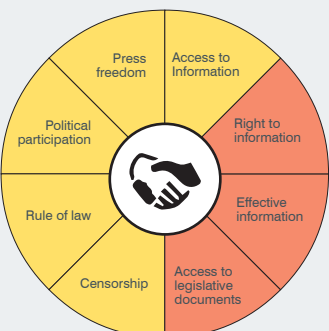 Press
freedom
Access to
Information
Political
participation
Right to
information
Rule of law
Effective
information
Censorship
Access to
legislative
documents